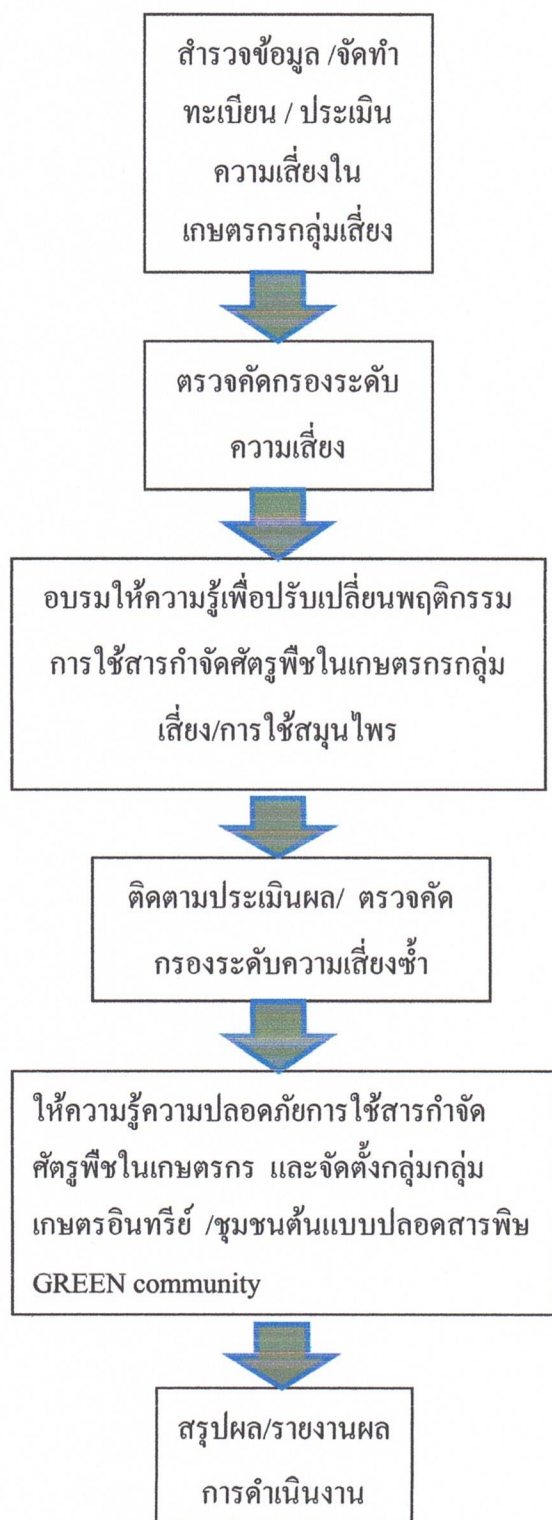 สำรวจข้อมูล /จัดทำ
ทะเบียน / ประเมิน
ความเสี่ยงใน
เกษตรกรกลุ่มเสี่ยง
ตรวจคัดกรองระดับ
ความเสี่ยง
อบรมให้ความรู้เพื่อปรับเปลี่ยนพฤติกรรม
การใช้สารกำจัดศัตรูพืชในเกษตรกรกลุ่ม
เสี่ยง/การใช้สมุนไพร
ติดตามประเมินผล/ ตรวจคัด
กรองระดับความเสี่ยงซ้ำ
ให้ความรู้ความปลอดภัยการใช้สารกำจัด
ศัตรูพืชในเกษตรกร และจัดตั้งกลุ่มกลุ่ม
เกษตรอินทรีย์ /ชุมชนต้นแบบปลอดสารพิษ
GREEN community
สรุปผล/รายงานผล
การดำเนินงาน